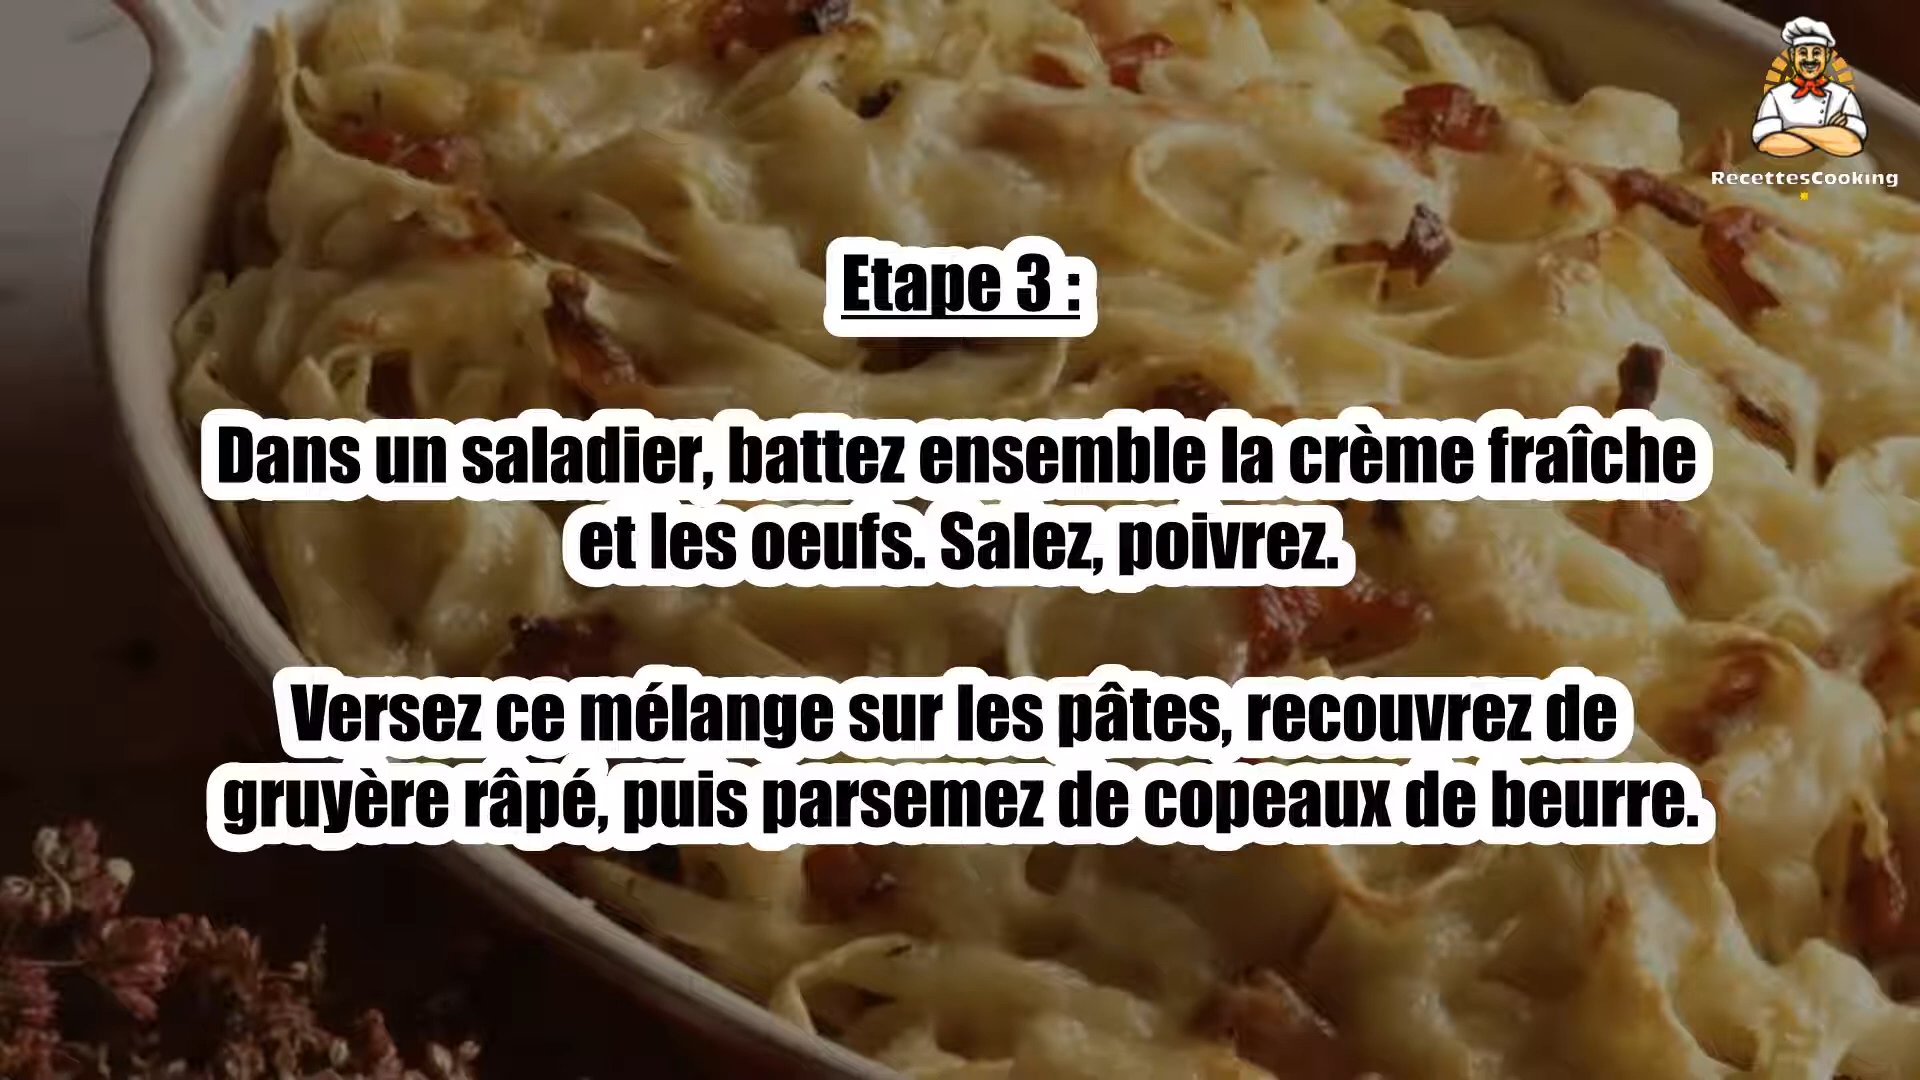 RecettesCooking
Etape 3 :
Dans un saladier, battez ensemble la crème fraîche
et les oeufs. Salez, poivrez.
Versez ce mélange sur les pâtes, recouvrez de
gruyère râpé, puis parsemez de copeaux de beurre.